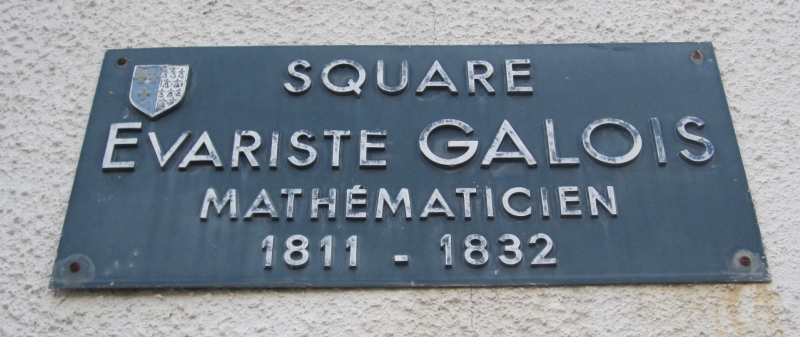 SQUARE
EVARISTE GALOIS
MATHÉMATICIEN
1811 - 1832